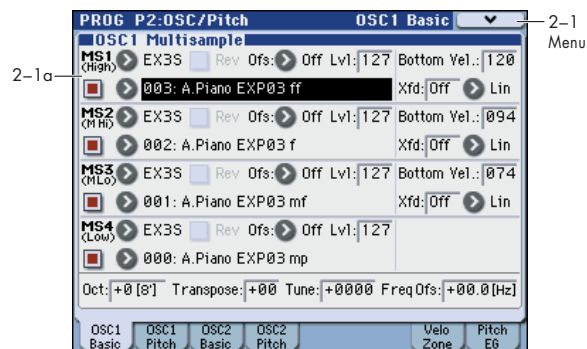 PROG P2:OSC/Pitch OSC1 Basic
2–1
Menu
OSC1 Multisample
2–1a
MS1 (High) EX3S Rev Ofs: Off Lvl: 127 Bottom Vel.: 120
003: A.Piano EXP03 ff Xfd: Off Lin
MS2 (M Hi) EX3S Rev Ofs: Off Lvl: 127 Bottom Vel.: 094
002: A.Piano EXP03 f Xfd: Off Lin
MS3 (MLo) EX3S Rev Ofs: Off Lvl: 127 Bottom Vel.: 074
001: A.Piano EXP03 mf Xfd: Off Lin
MS4 (Low) EX3S Rev Ofs: Off Lvl: 127
000: A.Piano EXP03 mp
Oct: +0 [8'] Transpose: +00 Tune: +0000 Freq Ofs: +00.0 [Hz]
OSC1 Basic OSC1 Pitch OSC2 Basic OSC2 Pitch Velo Zone Pitch EG